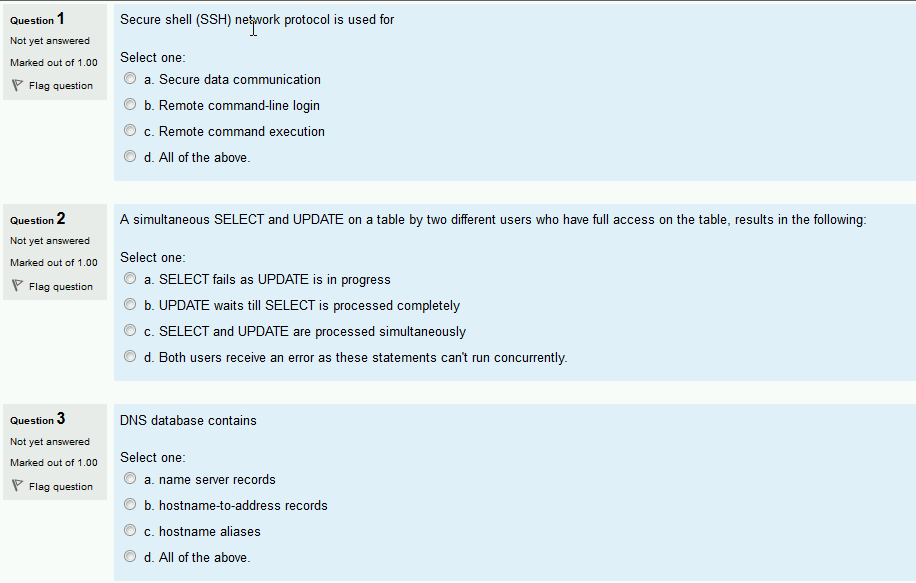 Question 1
Not yet answered
Marked out of 1.00
Flag question
Secure shell (SSH) network protocol is used for
Select one:
a. Secure data communication
b. Remote command-line login
c. Remote command execution
d. All of the above.
Question 2
Not yet answered
Marked out of 1.00
Flag question
A simultaneous SELECT and UPDATE on a table by two different users who have full access on the table, results in the following:
Select one:
a. SELECT fails as UPDATE is in progress
b. UPDATE waits till SELECT is processed completely
c. SELECT and UPDATE are processed simultaneously
d. Both users receive an error as these statements can't run concurrently.
Question 3
Not yet answered
Marked out of 1.00
Flag question
DNS database contains
Select one:
a. name server records
b. hostname-to-address records
c. hostname aliases
d. All of the above.